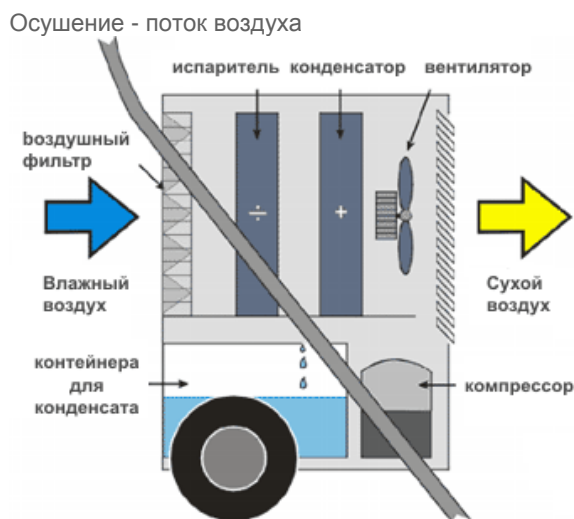 Осушение - поток воздуха
испаритель конденсатор вентилятор
bоздушный
фильтр
÷
+
Влажный
воздух
Сухой
воздух
контейнера
для
конденсата
компрессор